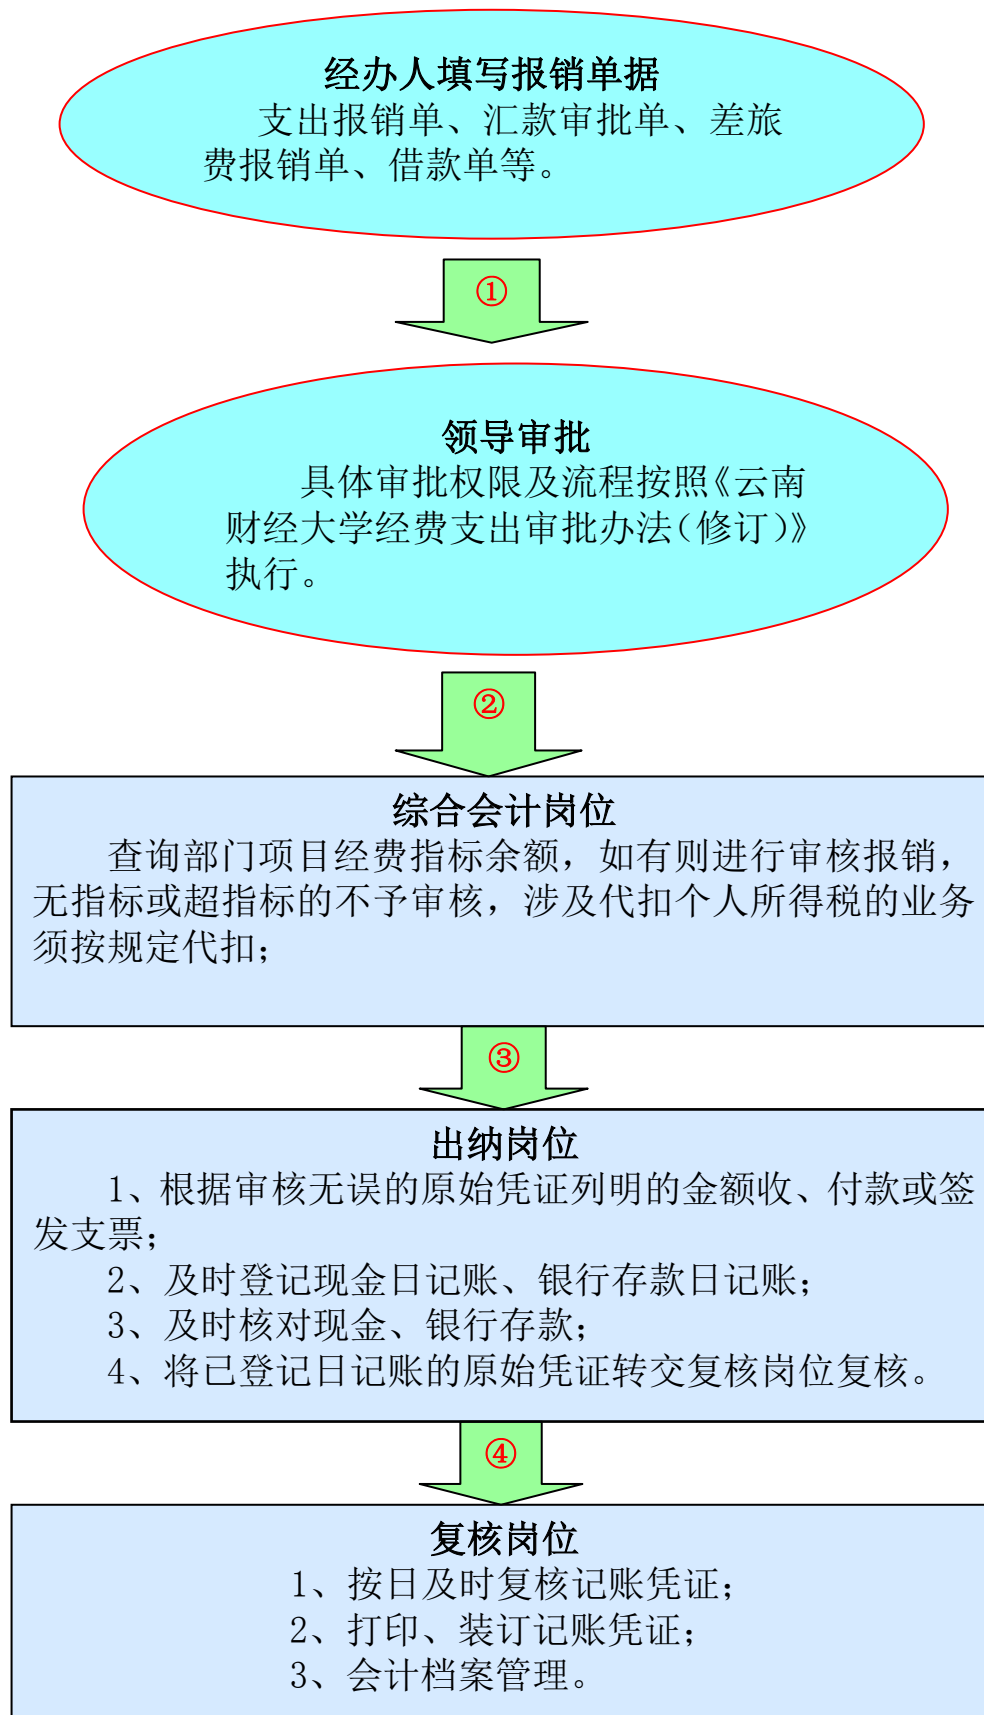 经办人填写报销单据
支出报销单、汇款审批单、差旅
费报销单、借款单等。
①
领导审批
具体审批权限及流程按照《云南
财经大学经费支出审批办法（修订）》
执行。
②
综合会计岗位
查询部门项目经费指标余额，如有则进行审核报销，
无指标或超指标的不予审核，涉及代扣个人所得税的业务
须按规定代扣；
③
出纳岗位
1、根据审核无误的原始凭证列明的金额收、付款或签
发支票；
2、及时登记现金日记账、银行存款日记账；
3、及时核对现金、银行存款；
4、将已登记日记账的原始凭证转交复核岗位复核。
④
复核岗位
1、按日及时复核记账凭证；
2、打印、装订记账凭证；
3、会计档案管理。